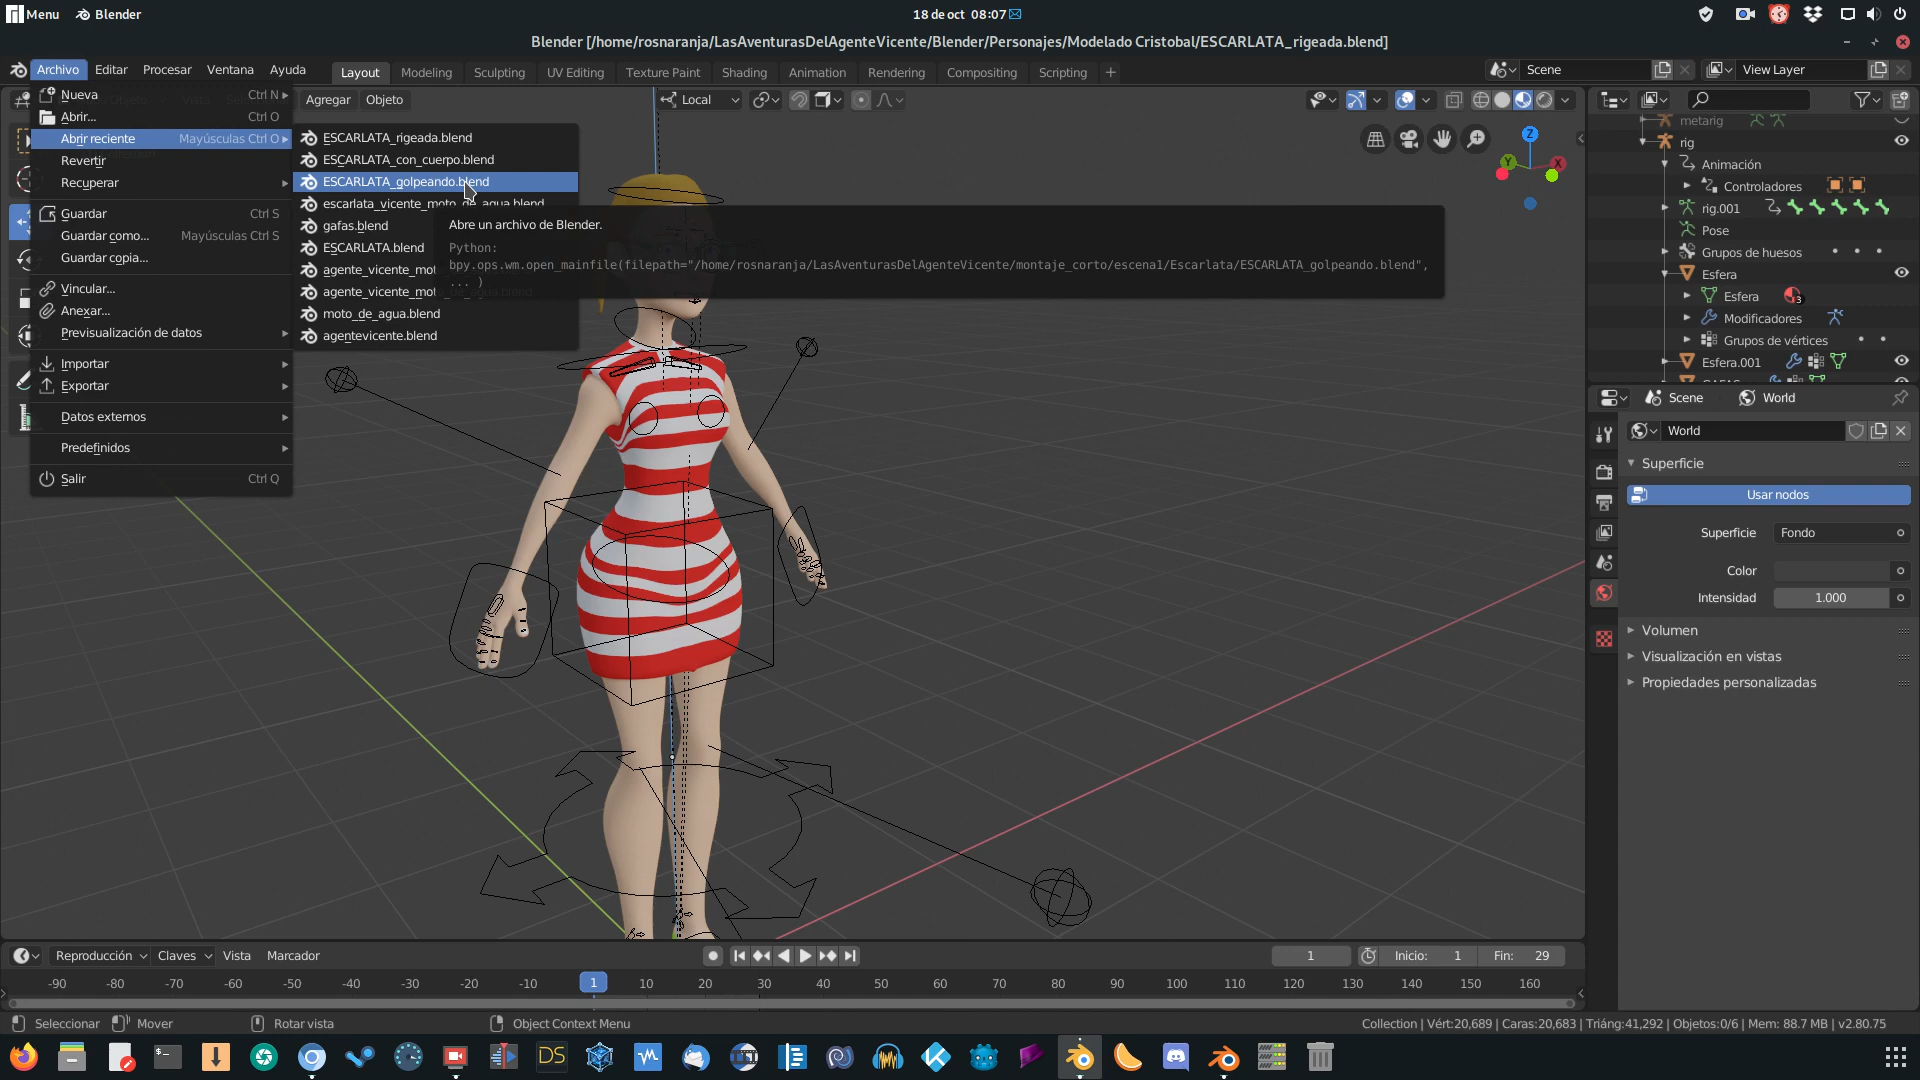 Menu Blender 18 de oct 08:07
Blender [/home/rosnaranja/LasAventurasDelAgenteVicente/Blender/Personajes/Modelado Cristobal/ESCARLATA_rigeada.blend]
Archivo Editar Procesar Ventana Ayuda Layout Modeling Sculpting UV Editing Texture Paint Shading Animation Rendering Compositing Scripting + Scene View Layer
Agregar Objeto Local
Nueva Ctrl N
Abrir... Ctrl O
Abrir reciente Mayúsculas Ctrl O
Revertir
Recuperar
Guardar Ctrl S
Guardar como... Mayúsculas Ctrl S
Guardar copia...
Vincular...
Anexar...
Previsualización de datos
Importar
Exportar
Datos externos
Predefinidos
Salir Ctrl Q
ESCARLATA_rigeada.blend
ESCARLATA_con_cuerpo.blend
ESCARLATA_golpeando.blend
escarlata_vicente_moto_de_agua.blend
gafas.blend
ESCARLATA.blend
agente_vicente_mot
agente_vicente_moto_de_agua.blend
moto_de_agua.blend
agentevicente.blend
Abre un archivo de Blender.
Python:
bpy.ops.wm.open_mainfile(filepath="/home/rosnaranja/LasAventurasDelAgenteVicente/montaje_corto/escena1/Escarlata/ESCARLATA_golpeando.blend",
... )
Z
Y
X
metarig
rig
Animación
Controladores
rig.001
Pose
Grupos de huesos
Esfera
Esfera 3
Modificadores
Grupos de vértices
Esfera.001
Scene World
World
Superficie
Usar nodos
Superficie Fondo
Color
Intensidad 1.000
Volumen
Visualización en vistas
Propiedades personalizadas
Reproducción Claves Vista Marcador 1 Inicio: 1 Fin: 29
-90 -80 -70 -60 -50 -40 -30 -20 -10 1 10 20 30 40 50 60 70 80 90 100 110 120 130 140 150 160
Seleccionar Mover Rotar vista Object Context Menu Collection | Vért:20,689 | Caras:20,683 | Triáng:41,292 | Objetos:0/6 | Mem: 88.7 MB | v2.80.75
DS